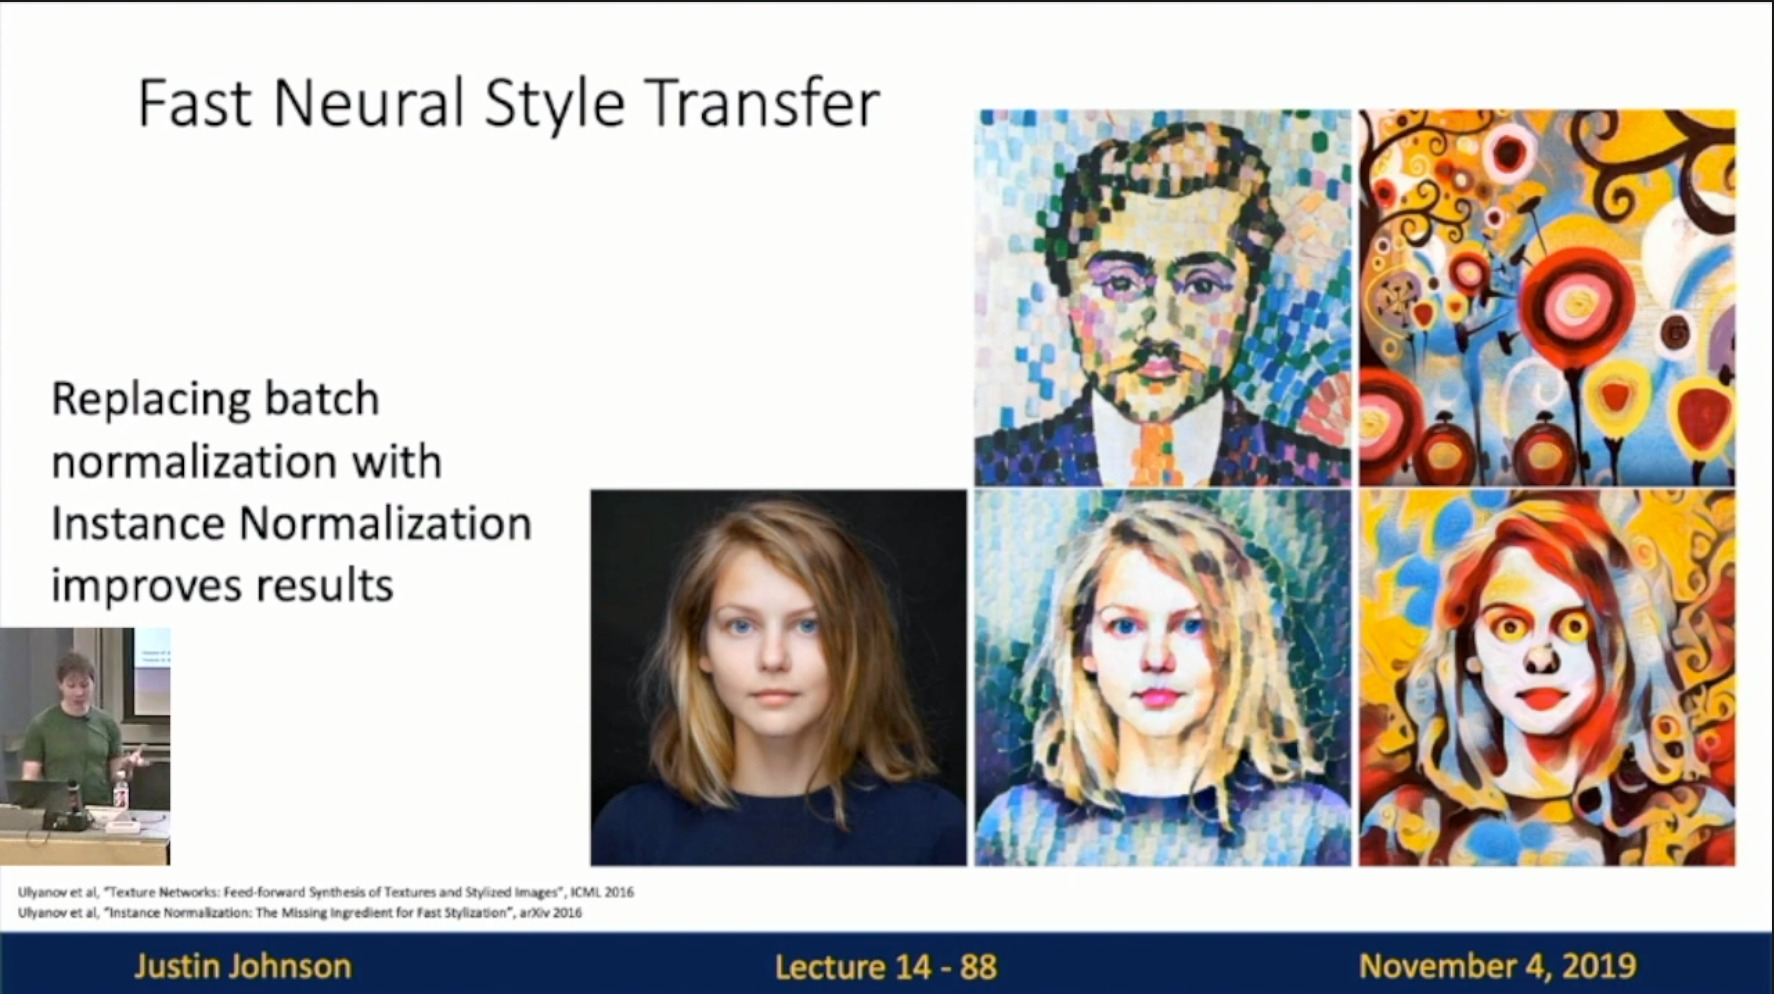 Fast Neural Style Transfer
Replacing batch
normalization with
Instance Normalization
improves results
Ulyanov et al, "Texture Networks: Feed-forward Synthesis of Textures and Stylized Images", ICML 2016
Ulyanov et al, "Instance Normalization: The Missing Ingredient for Fast Stylization", arXiv 2016
Justin Johnson
Lecture 14 - 88
November 4, 2019